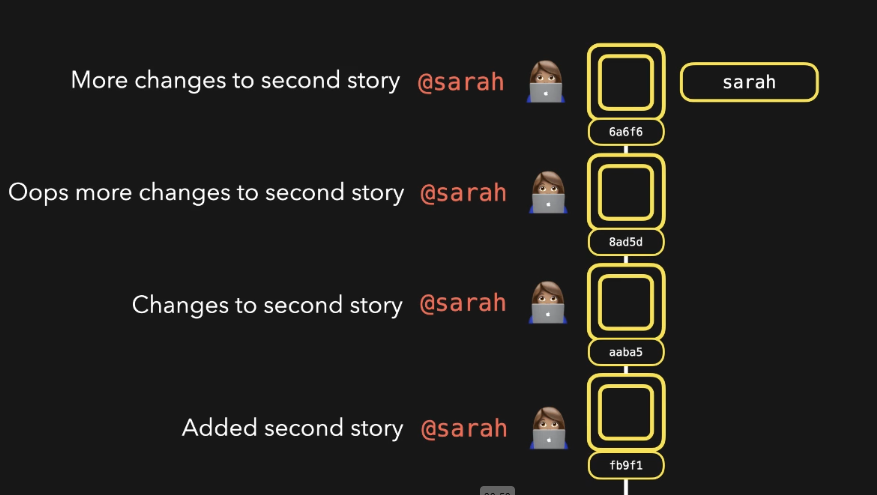 More changes to second story @sarah sarah
6a6f6
Oops more changes to second story @sarah
8ad5d
Changes to second story @sarah
aaba5
Added second story @sarah
fb9f1